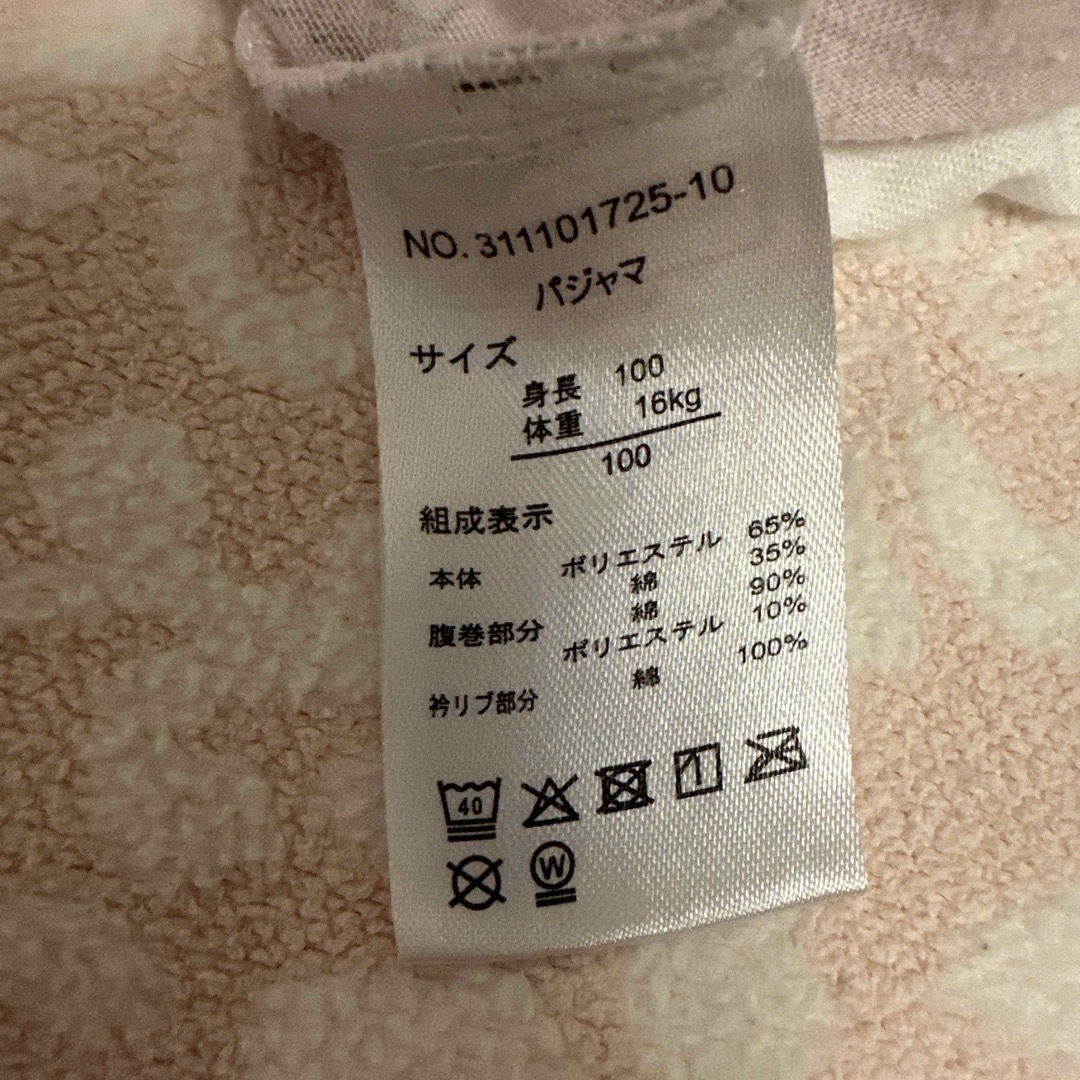 NO. 311101725-10
パジャマ
サイズ
身長 100
体重 16kg
100
組成表示
本体 ポリエステル 65%
綿 35%
腹巻部分 綿 90%
ポリエステル 10%
衿リブ部分 綿 100%
40
W